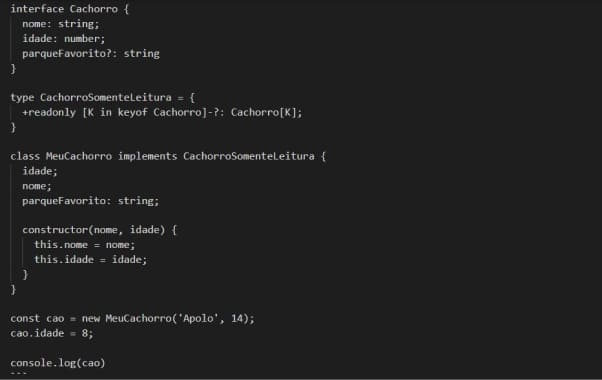 interface Cachorro {
nome: string;
idade: number;
parqueFavorito?: string
}
type CachorroSomenteLeitura = {
+readonly [K in keyof Cachorro]-?: Cachorro[K];
}
class MeuCachorro implements CachorroSomenteLeitura {
idade;
nome;
parqueFavorito: string;
constructor(nome, idade) {
this.nome = nome;
this.idade = idade;
}
}
const cao = new MeuCachorro('Apolo', 14);
cao.idade = 8;
console.log(cao)
```